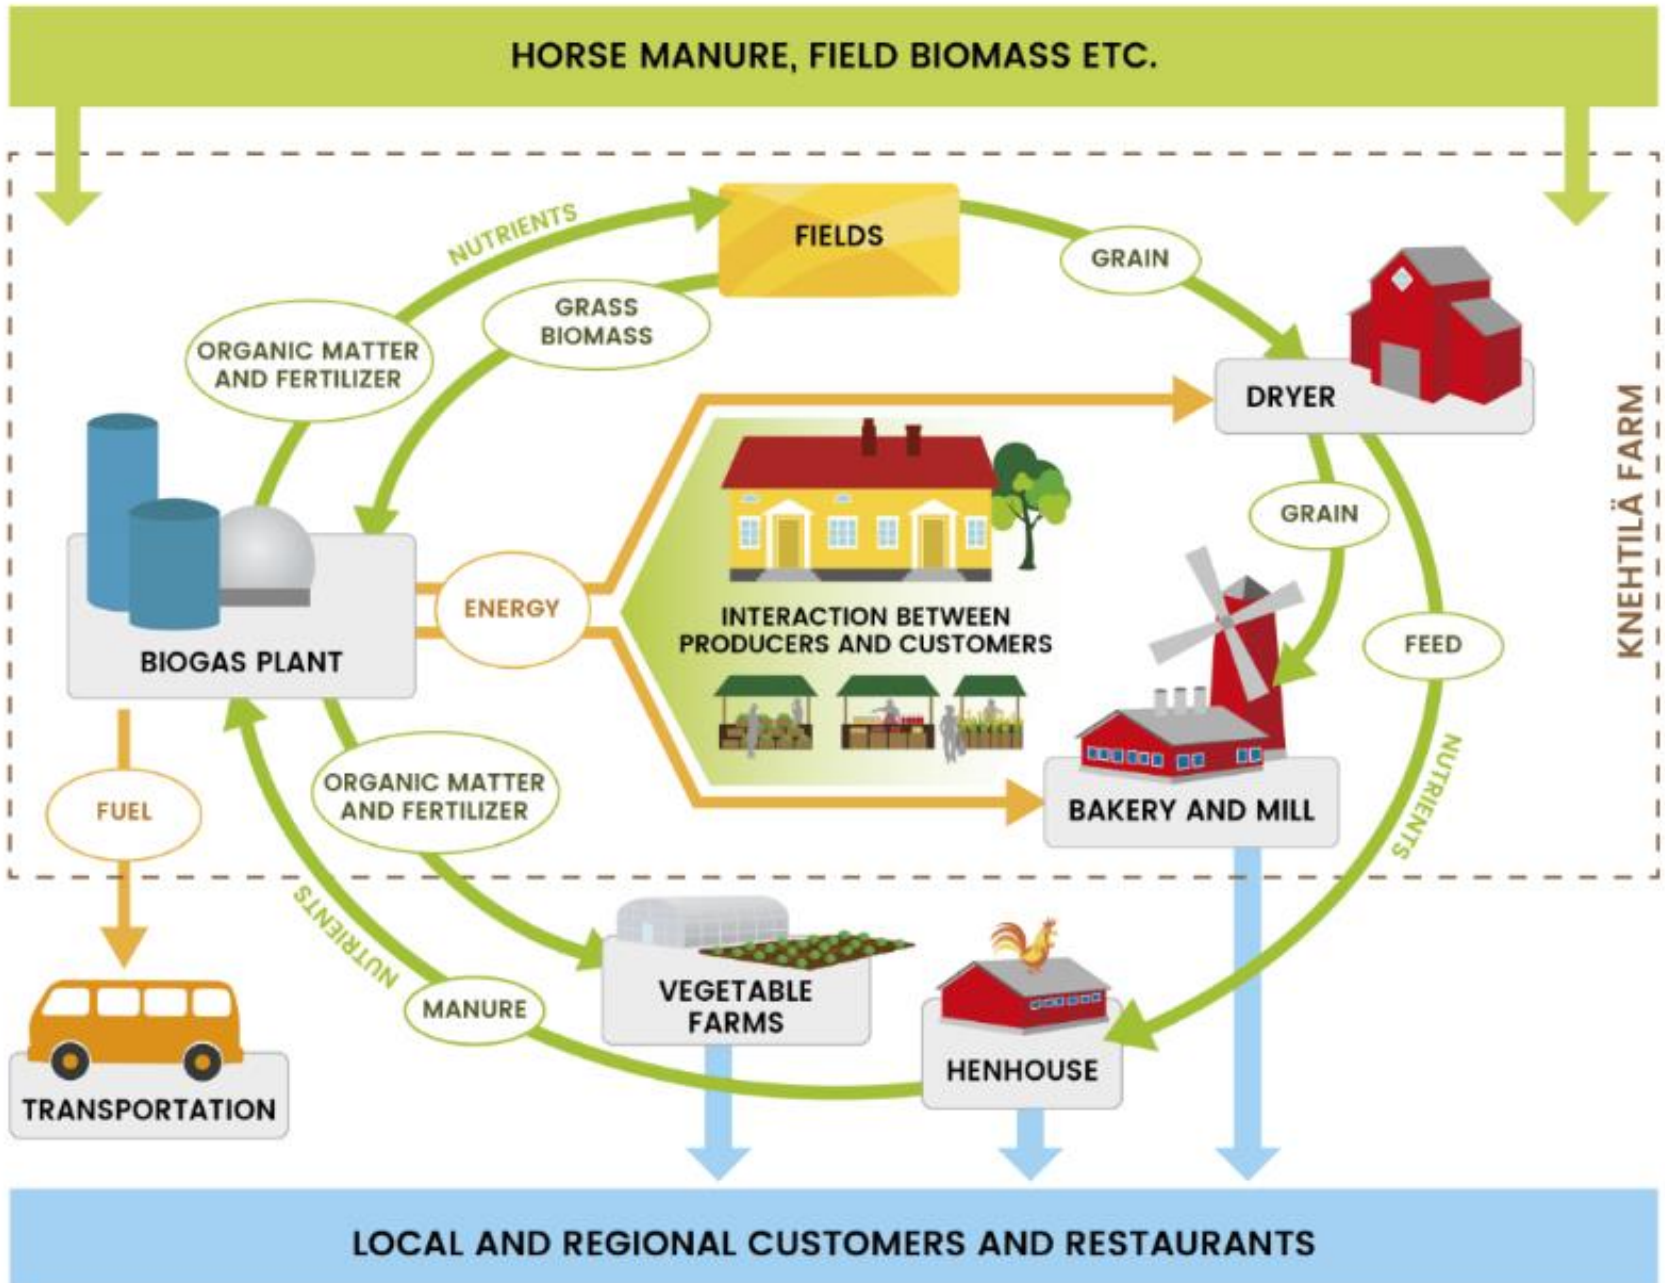 HORSE MANURE, FIELD BIOMASS ETC.
NUTRIENTS
FIELDS
GRAIN
GRASS
BIOMASS
ORGANIC MATTER
AND FERTILIZER
DRYER
KNEHTILÄ FARM
GRAIN
ENERGY
INTERACTION BETWEEN
PRODUCERS AND CUSTOMERS
FEED
BIOGAS PLANT
NUTRIENTS
ORGANIC MATTER
AND FERTILIZER
FUEL
BAKERY AND MILL
NUTRIENTS
VEGETABLE
FARMS
MANURE
HENHOUSE
TRANSPORTATION
LOCAL AND REGIONAL CUSTOMERS AND RESTAURANTS